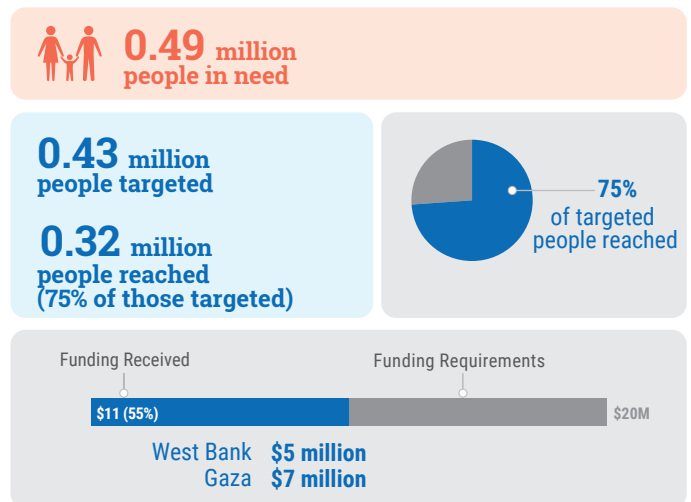 0.49 million
people in need
0.43 million
people targeted
0.32 million
people reached
(75% of those targeted)
75%
of targeted
people reached
Funding Received
Funding Requirements
$11 (55%)
$20M
West Bank $5 million
Gaza $7 million